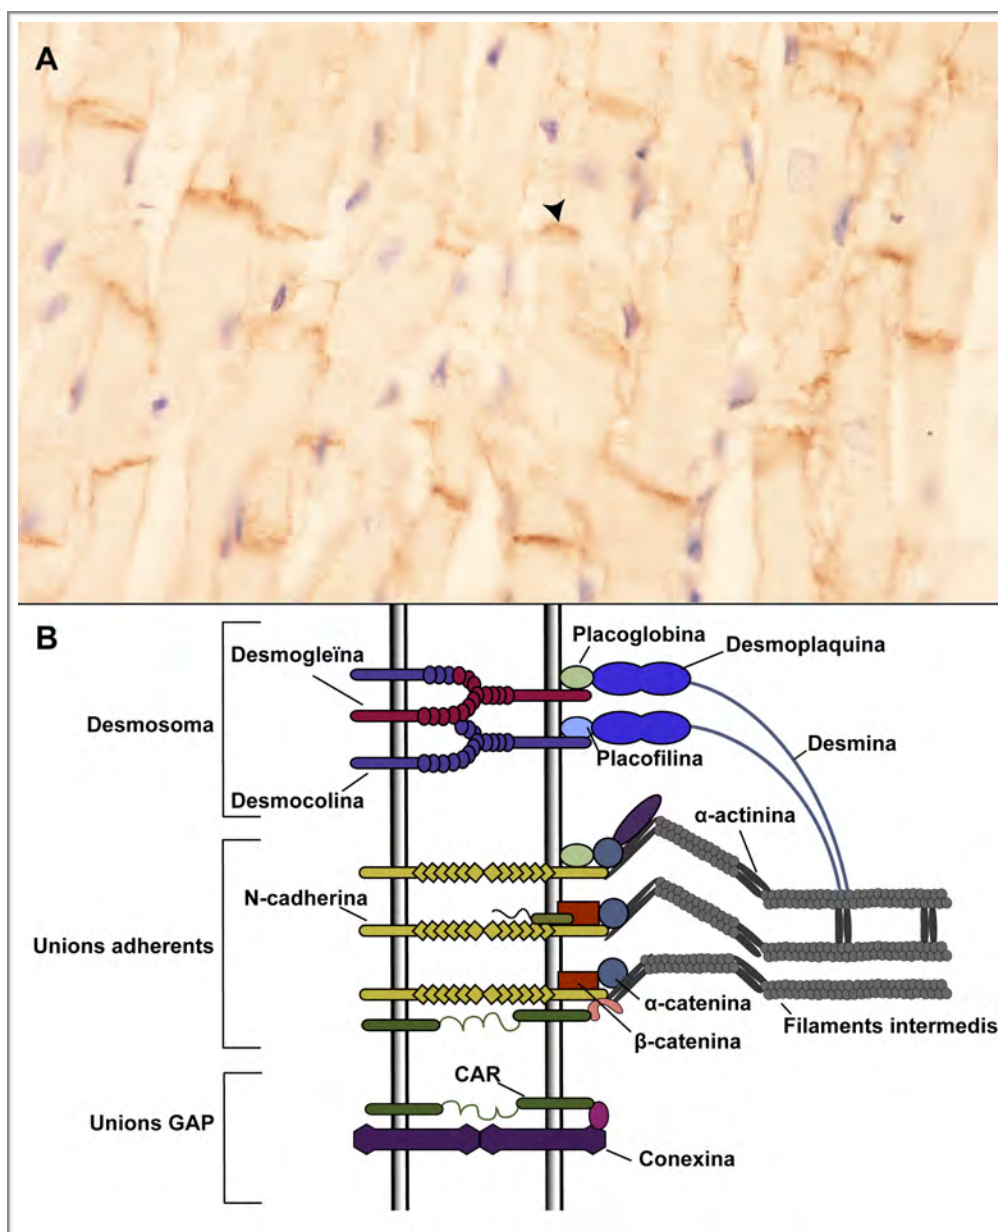 A
B
Placoglobina
Desmoplaquina
Desmogleïna
Desmosoma
Desmina
Placofilina
Desmocolina
α-actinina
N-cadherina
Unions adherents
α-catenina
Filaments intermedis
β-catenina
CAR
Unions GAP
Conexina